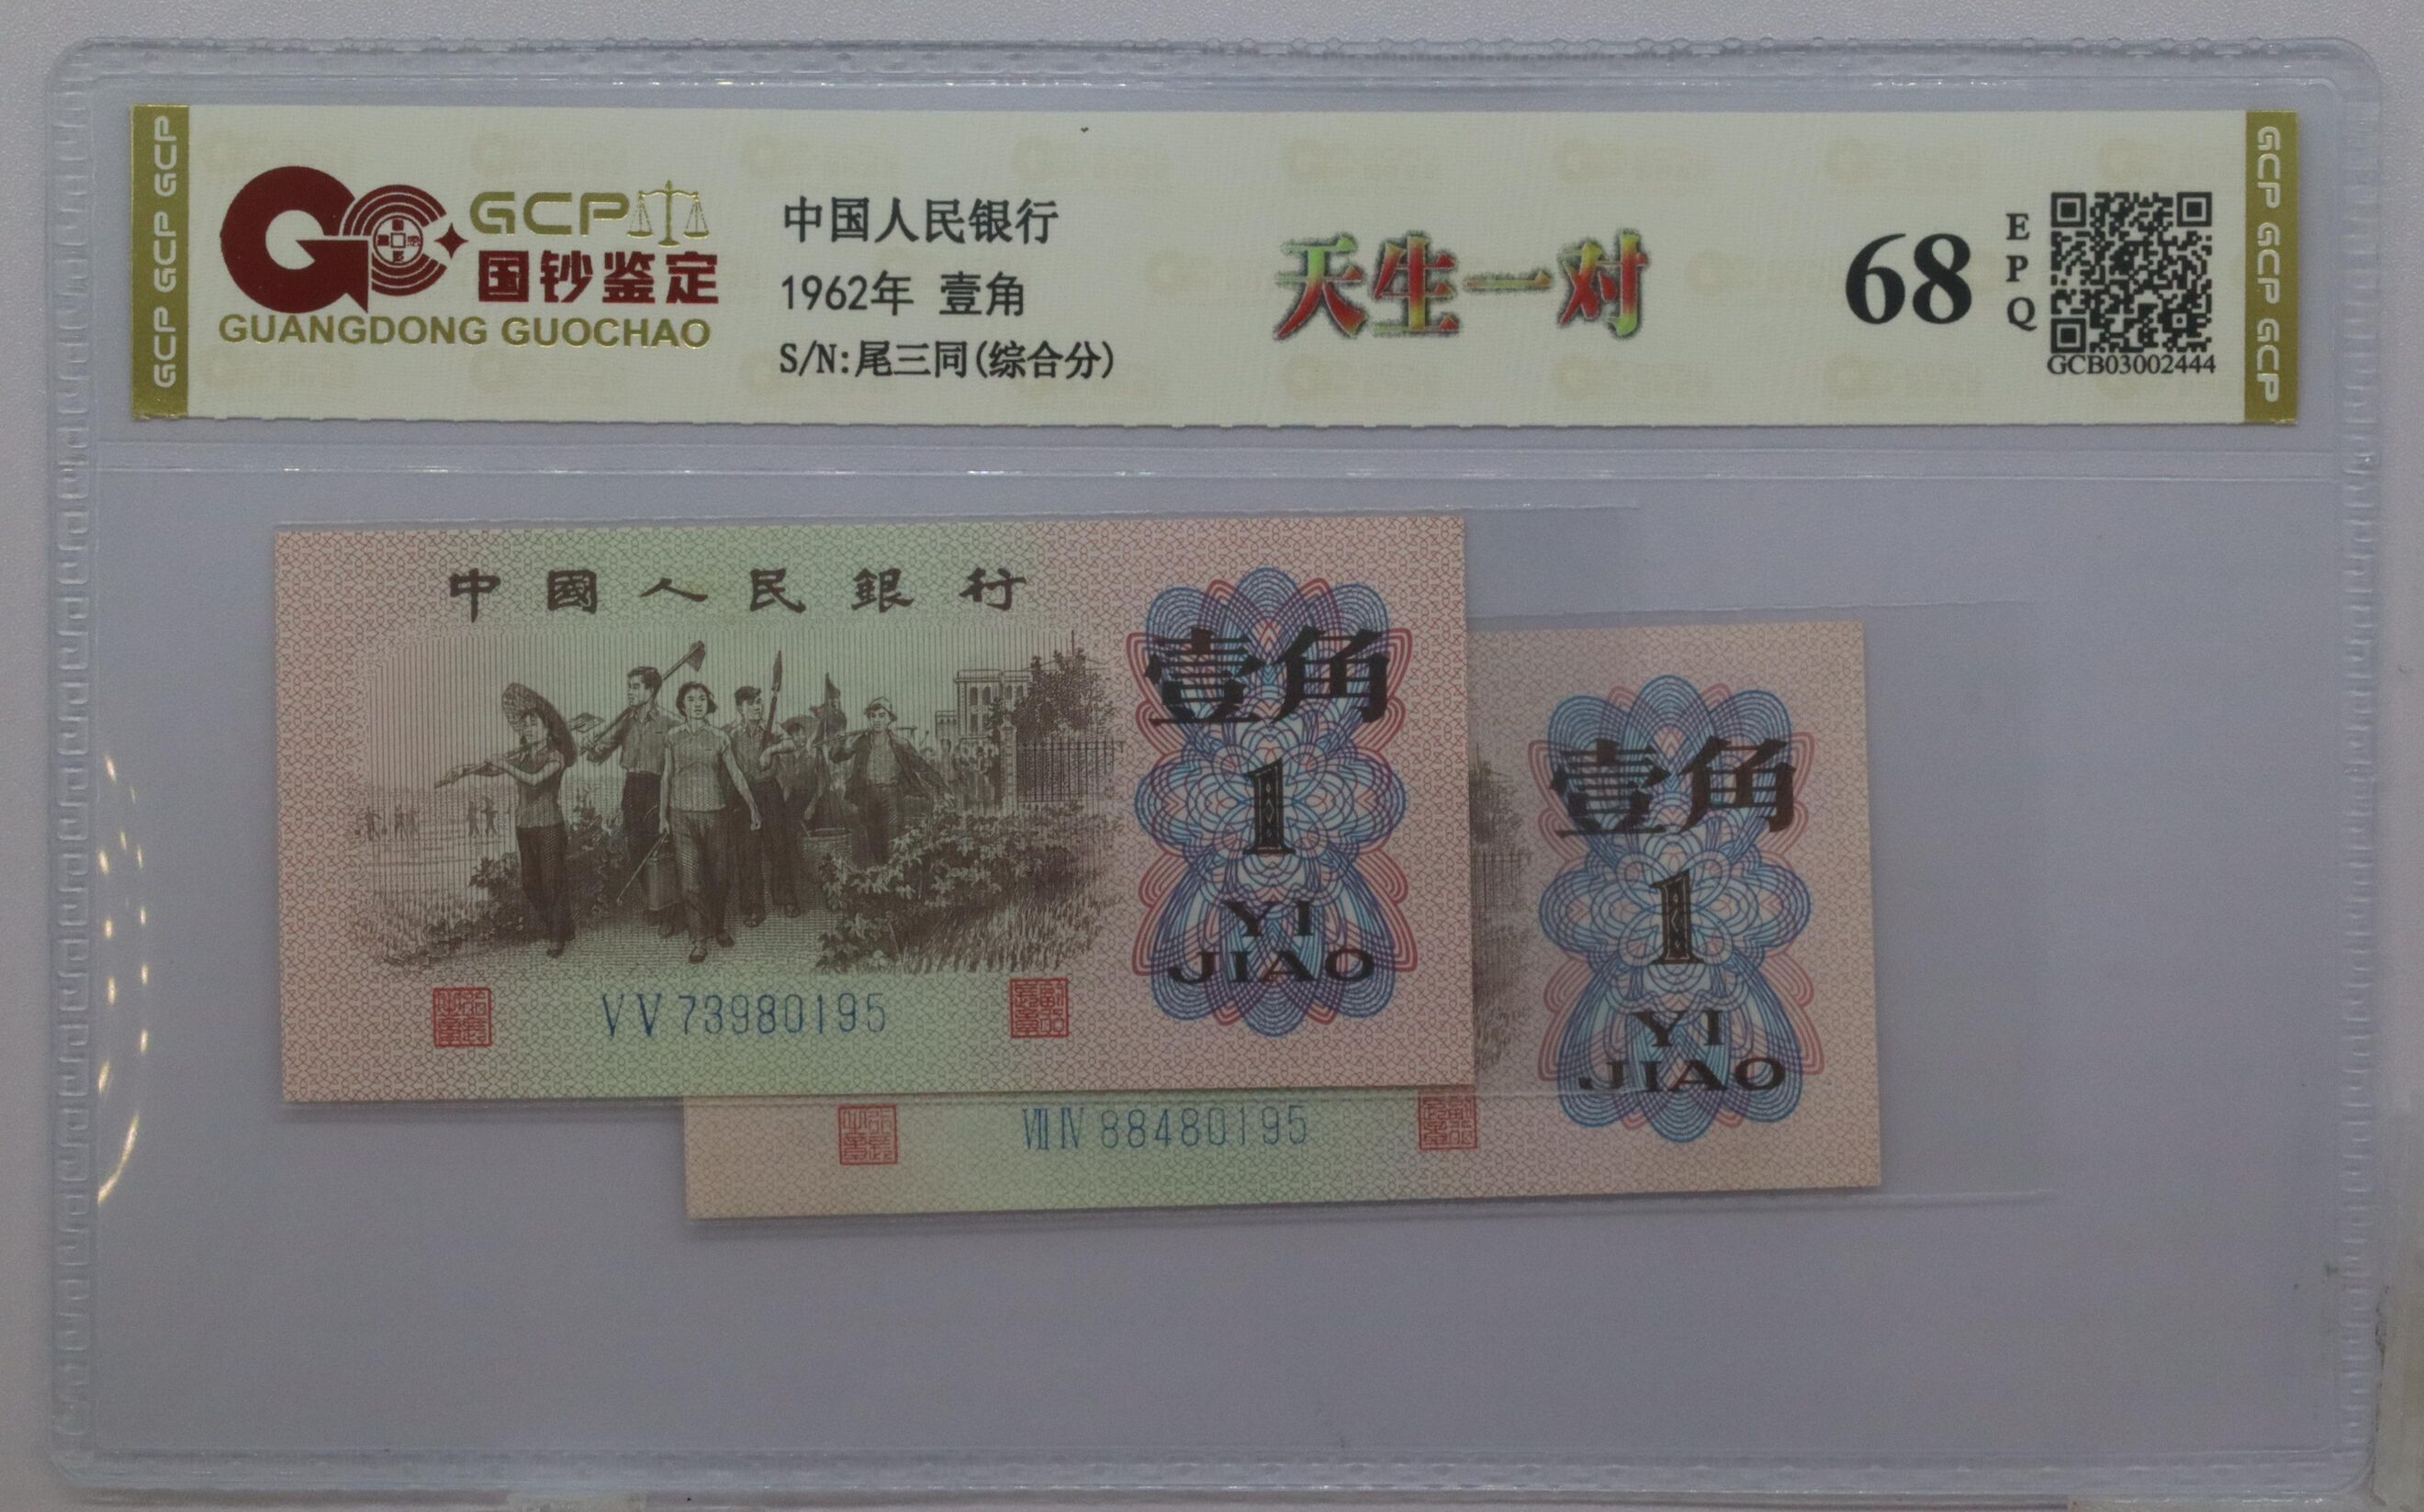 GCP GCP GCP
GCP
国钞鉴定
GUANGDONG GUOCHAO
中国人民银行
1962年 壹角
S/N:尾三同(综合分)
天生一对
68
EPQ
GCB03002444
GCP GCP GCP
中國人民銀行
壹角
1
YI
JIAO
VV 73980195
壹角
1
YI
JIAO
VIII IV 88480195